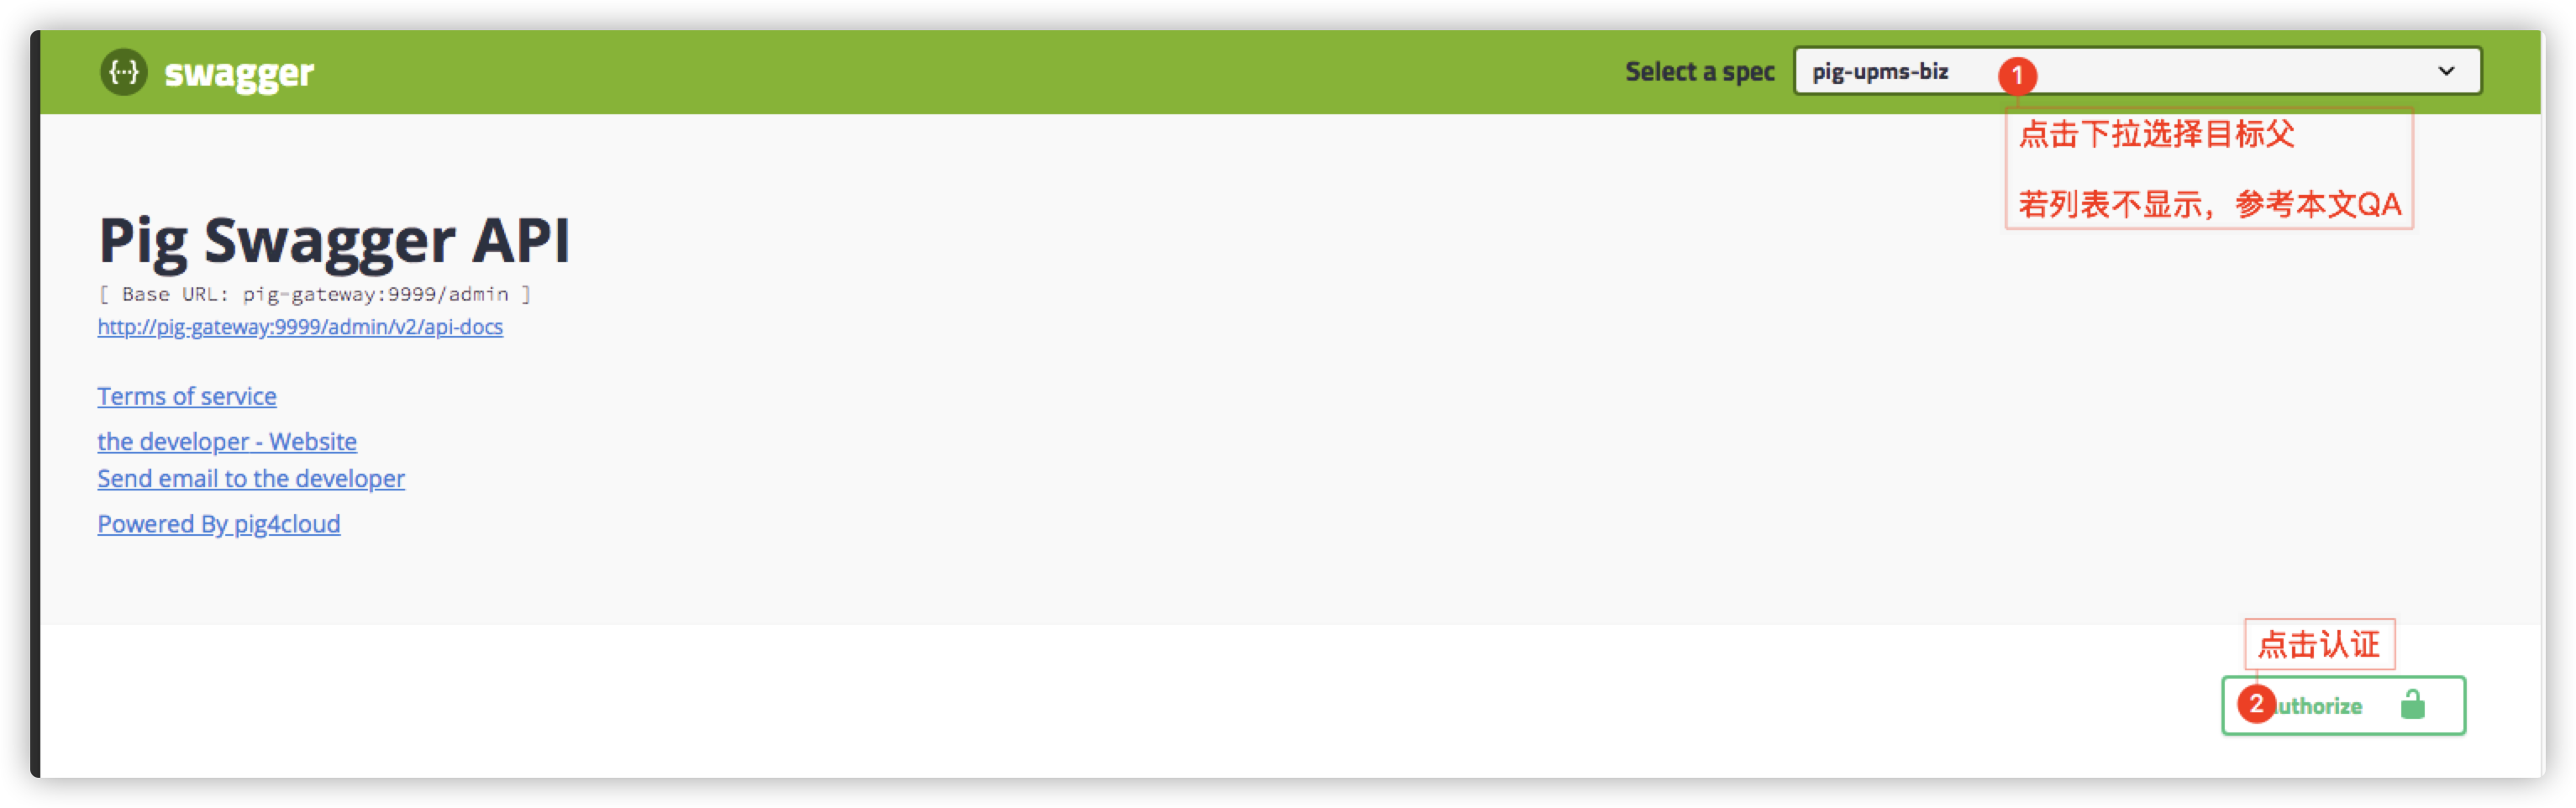 {···} swagger
Select a spec
pig-upms-biz
1
点击下拉选择目标父
若列表不显示，参考本文QA
Pig Swagger API
[ Base URL: pig-gateway:9999/admin ]
http://pig-gateway:9999/admin/v2/api-docs
Terms of service
the developer - Website
Send email to the developer
Powered By pig4cloud
点击认证
2
uthorize